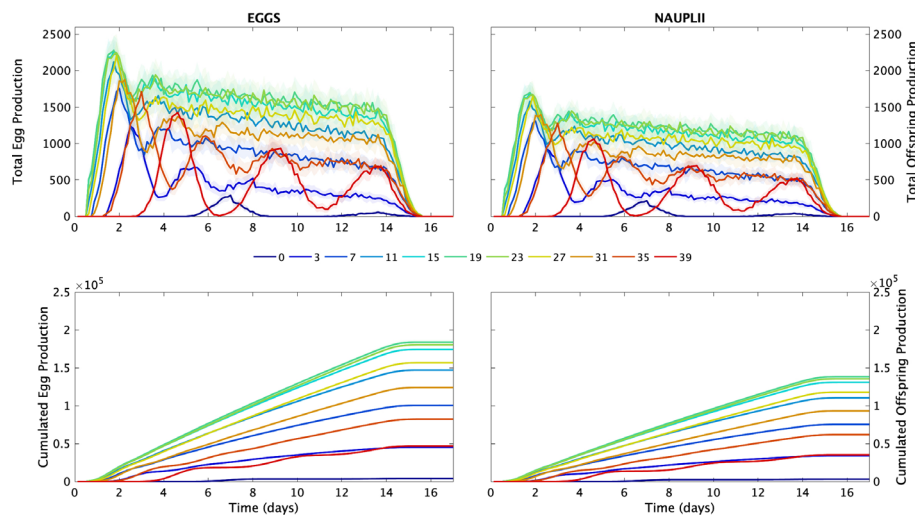 EGGS
NAUPLII
2500
2000
1500
1000
500
0
Total Egg Production
0 2 4 6 8 10 12 14 16
2500
2000
1500
1000
500
0
Total Offspring Production
0 2 4 6 8 10 12 14 16
0 3 7 11 15 19 23 27 31 35 39
×10⁵
2.5
2
1.5
1
0.5
0
Cumulated Egg Production
0 2 4 6 8 10 12 14 16
Time (days)
×10⁵
2.5
2
1.5
1
0.5
0
Cumulated Offspring Production
0 2 4 6 8 10 12 14 16
Time (days)